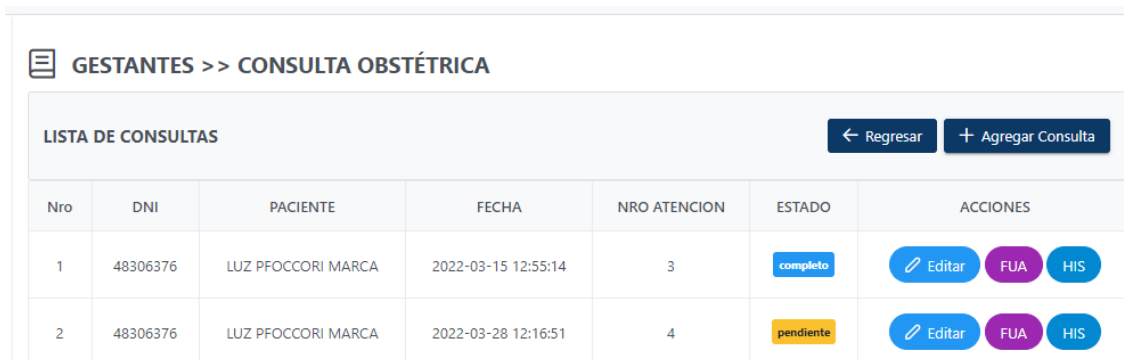 GESTANTES >> CONSULTA OBSTÉTRICA
LISTA DE CONSULTAS Regresar Agregar Consulta
Nro DNI PACIENTE FECHA NRO ATENCION ESTADO ACCIONES
1 48306376 LUZ PFOCCORI MARCA 2022-03-15 12:55:14 3 completo Editar FUA HIS
2 48306376 LUZ PFOCCORI MARCA 2022-03-28 12:16:51 4 pendiente Editar FUA HIS